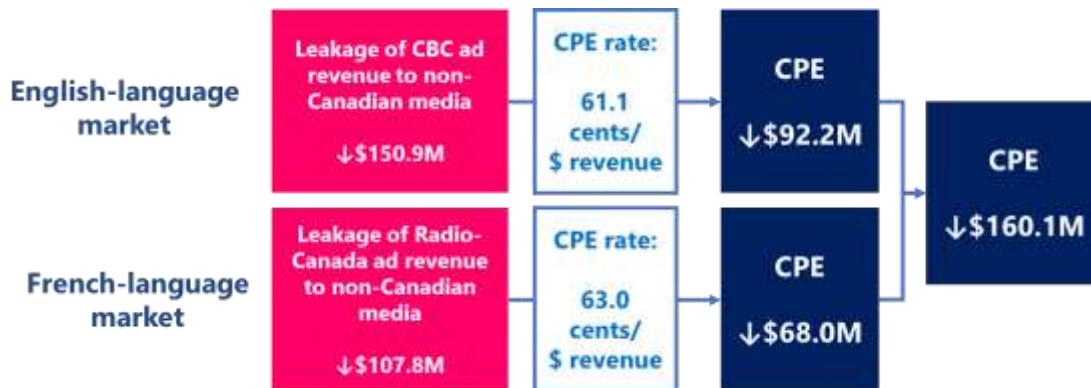 English-language
market
Leakage of CBC ad
revenue to non-
Canadian media
↓$150.9M
CPE rate:
61.1
cents/
$ revenue
CPE
↓$92.2M
CPE
↓$160.1M
French-language
market
Leakage of Radio-
Canada ad revenue
to non-Canadian
media
↓$107.8M
CPE rate:
63.0
cents/
$ revenue
CPE
↓$68.0M